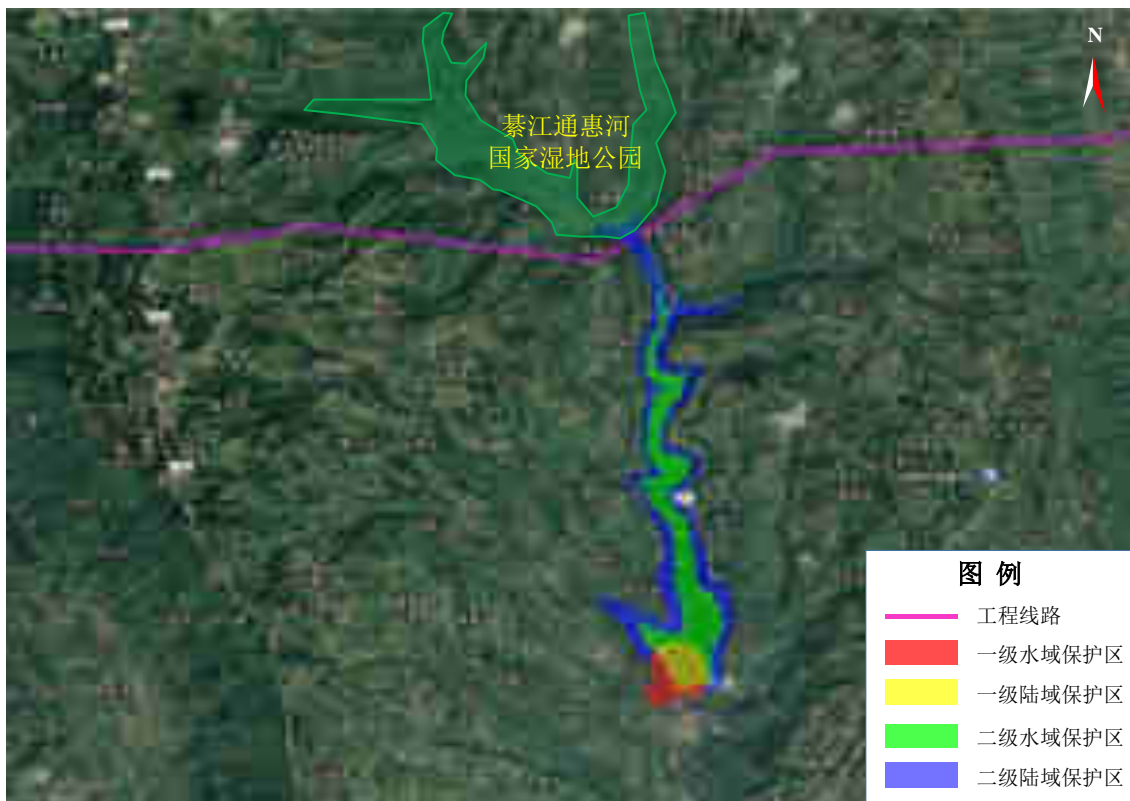 N
綦江通惠河
国家湿地公园
图 例
工程线路
一级水域保护区
一级陆域保护区
二级水域保护区
二级陆域保护区